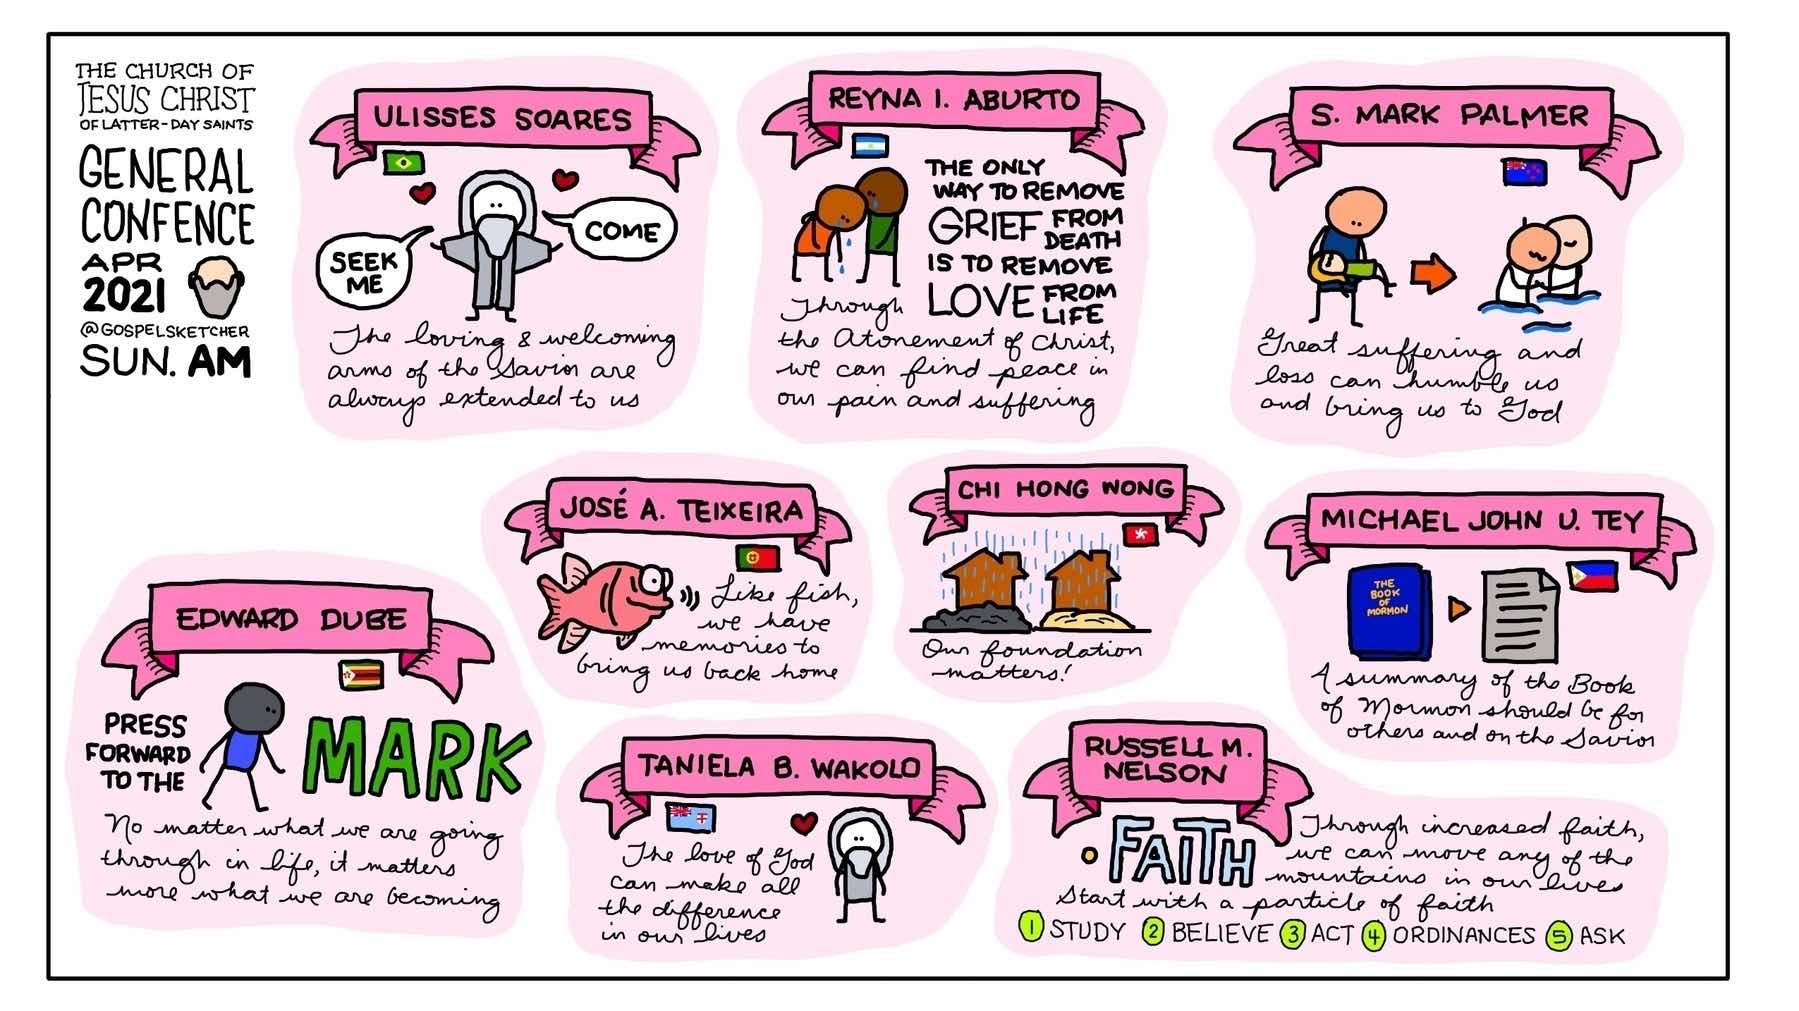 THE CHURCH OF
JESUS CHRIST
OF LATTER-DAY SAINTS
GENERAL
CONFENCE
APR
2021
@GOSPELSKETCHER
SUN. AM
ULISSES SOARES
SEEK
ME
COME
The loving & welcoming
arms of the Savior are
always extended to us
REYNA I. ABURTO
THE ONLY
WAY TO REMOVE
GRIEF FROM
DEATH
IS TO REMOVE
LOVE FROM
LIFE
Through
the Atonement of Christ,
we can find peace in
our pain and suffering
S. MARK PALMER
Great suffering and
loss can humble us
and bring us to God
EDWARD DUBE
PRESS
FORWARD
TO THE
MARK
No matter what we are going
through in life, it matters
more what we are becoming
JOSÉ A. TEIXEIRA
Like fish,
we have
memories to
bring us back home
TANIELA B. WAKOLO
The love of God
can make all
the difference
in our lives
CHI HONG WONG
Our foundation
matters!
MICHAEL JOHN U. TEY
THE
BOOK
OF
MORMON
A summary of the Book
of Mormon should be for
others and on the Savior
RUSSELL M.
NELSON
FAITH
Through increased faith,
we can move any of the
mountains in our lives
Start with a particle of faith
1 STUDY 2 BELIEVE 3 ACT 4 ORDINANCES 5 ASK